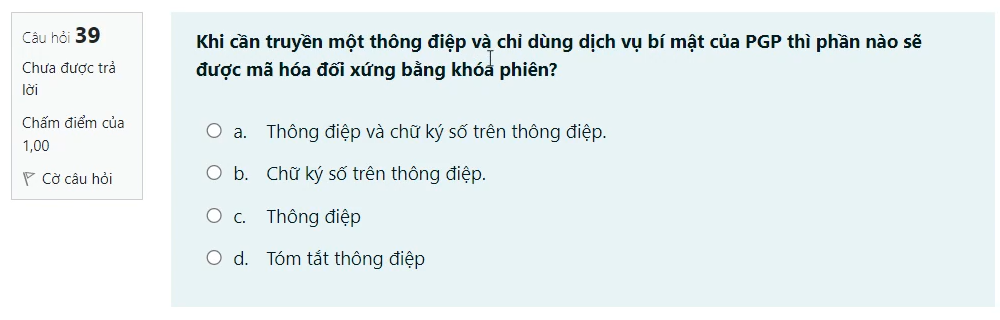 Câu hỏi 39
Chưa được trả
lời
Chấm điểm của
1,00
Cờ câu hỏi
Khi cần truyền một thông điệp và chỉ dùng dịch vụ bí mật của PGP thì phần nào sẽ
được mã hóa đối xứng bằng khóa phiên?
a. Thông điệp và chữ ký số trên thông điệp.
b. Chữ ký số trên thông điệp.
c. Thông điệp
d. Tóm tắt thông điệp